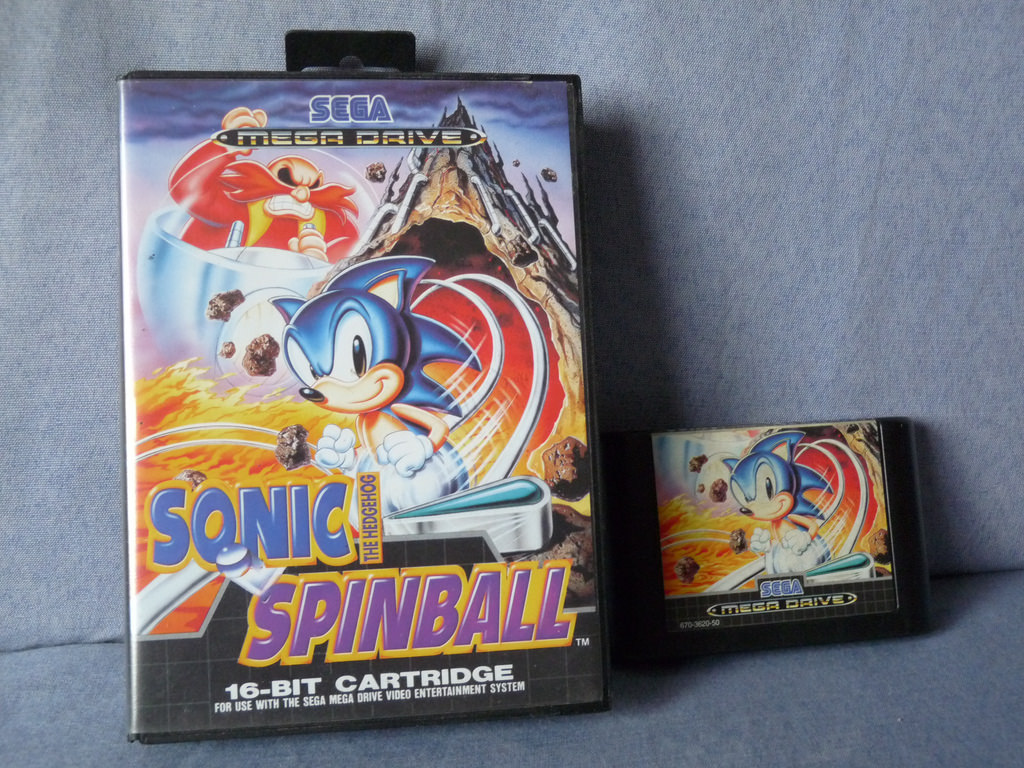 SEGA
MEGA DRIVE
SONIC
THE HEDGEHOG
SPINBALL
TM
16-BIT CARTRIDGE
FOR USE WITH THE SEGA MEGA DRIVE VIDEO ENTERTAINMENT SYSTEM
SEGA
MEGA DRIVE
670-3620-50